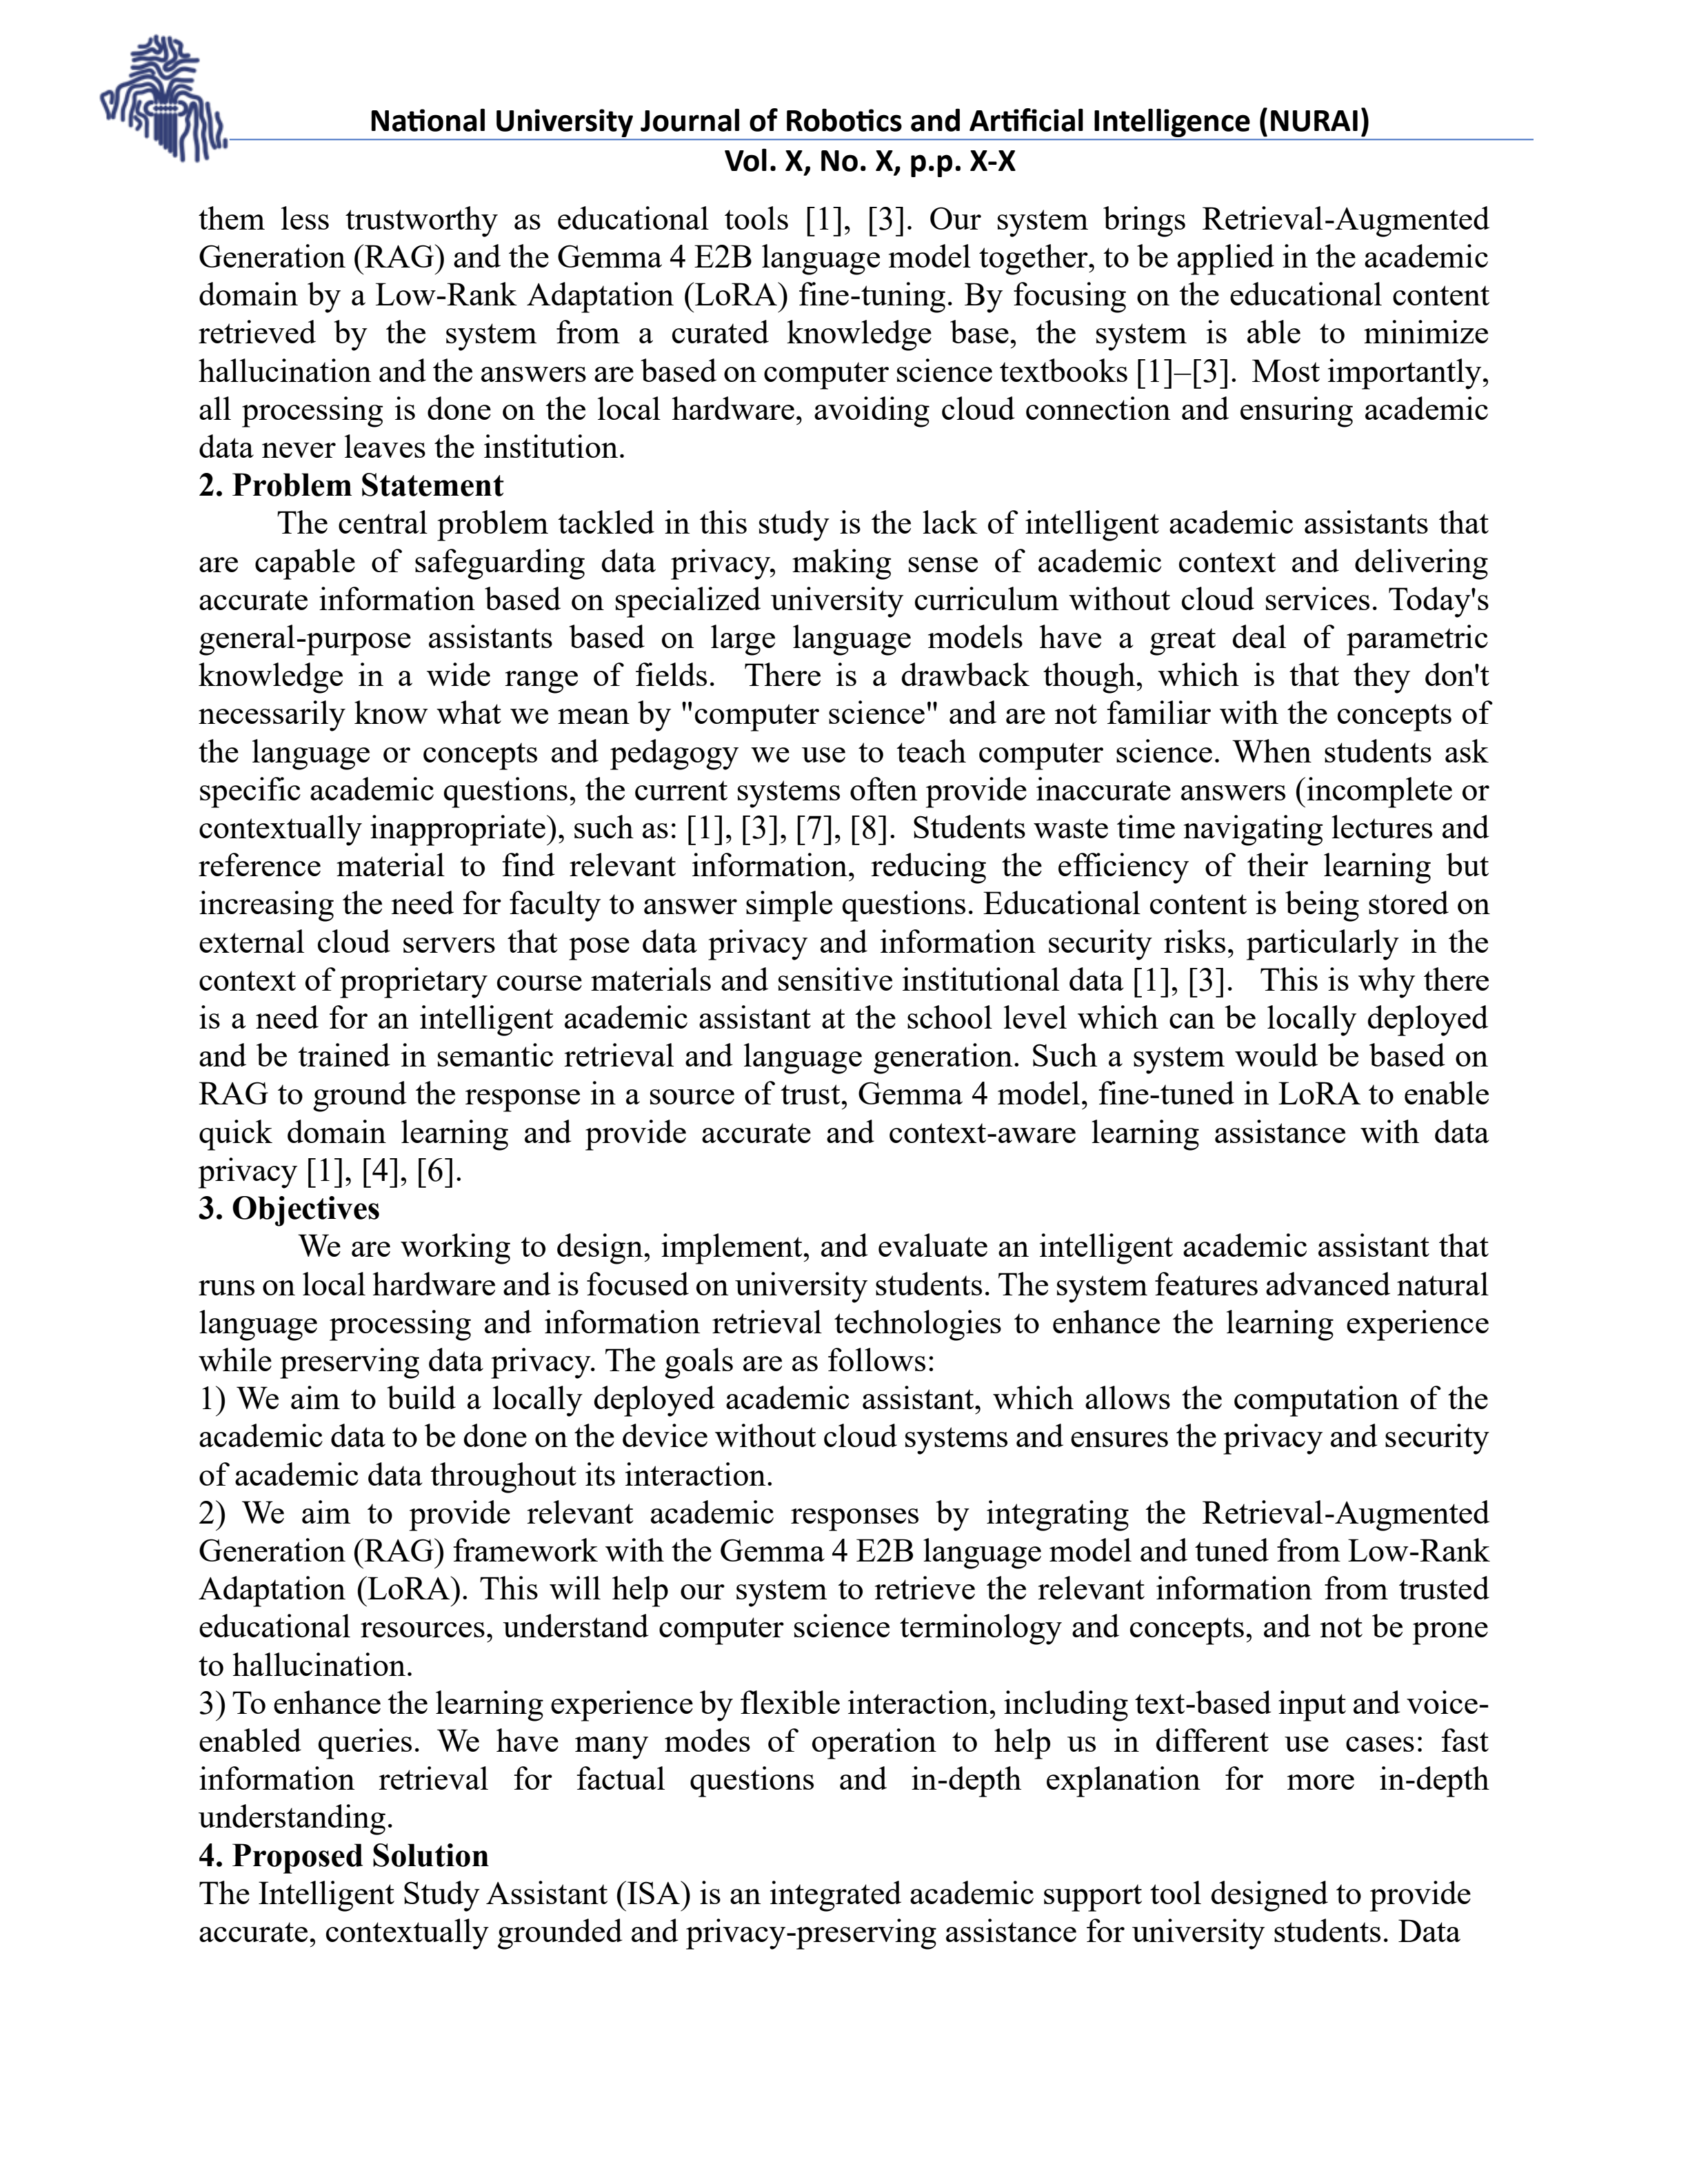 National University Journal of Robotics and Artificial Intelligence (NURAI)
Vol. X, No. X, p.p. X-X
them less trustworthy as educational tools [1], [3]. Our system brings Retrieval-Augmented
Generation (RAG) and the Gemma 4 E2B language model together, to be applied in the academic
domain by a Low-Rank Adaptation (LoRA) fine-tuning. By focusing on the educational content
retrieved by the system from a curated knowledge base, the system is able to minimize
hallucination and the answers are based on computer science textbooks [1]–[3].  Most importantly,
all processing is done on the local hardware, avoiding cloud connection and ensuring academic
data never leaves the institution.
2. Problem Statement
The central problem tackled in this study is the lack of intelligent academic assistants that
are capable of safeguarding data privacy, making sense of academic context and delivering
accurate information based on specialized university curriculum without cloud services. Today's
general-purpose assistants based on large language models have a great deal of parametric
knowledge in a wide range of fields.  There is a drawback though, which is that they don't
necessarily know what we mean by "computer science" and are not familiar with the concepts of
the language or concepts and pedagogy we use to teach computer science. When students ask
specific academic questions, the current systems often provide inaccurate answers (incomplete or
contextually inappropriate), such as: [1], [3], [7], [8].  Students waste time navigating lectures and
reference material to find relevant information, reducing the efficiency of their learning but
increasing the need for faculty to answer simple questions. Educational content is being stored on
external cloud servers that pose data privacy and information security risks, particularly in the
context of proprietary course materials and sensitive institutional data [1], [3].   This is why there
is a need for an intelligent academic assistant at the school level which can be locally deployed
and be trained in semantic retrieval and language generation. Such a system would be based on
RAG to ground the response in a source of trust, Gemma 4 model, fine-tuned in LoRA to enable
quick domain learning and provide accurate and context-aware learning assistance with data
privacy [1], [4], [6].
3. Objectives
We are working to design, implement, and evaluate an intelligent academic assistant that
runs on local hardware and is focused on university students. The system features advanced natural
language processing and information retrieval technologies to enhance the learning experience
while preserving data privacy. The goals are as follows:
1) We aim to build a locally deployed academic assistant, which allows the computation of the
academic data to be done on the device without cloud systems and ensures the privacy and security
of academic data throughout its interaction.
2) We aim to provide relevant academic responses by integrating the Retrieval-Augmented
Generation (RAG) framework with the Gemma 4 E2B language model and tuned from Low-Rank
Adaptation (LoRA). This will help our system to retrieve the relevant information from trusted
educational resources, understand computer science terminology and concepts, and not be prone
to hallucination.
3) To enhance the learning experience by flexible interaction, including text-based input and voice-
enabled queries. We have many modes of operation to help us in different use cases: fast
information retrieval for factual questions and in-depth explanation for more in-depth
understanding.
4. Proposed Solution
The Intelligent Study Assistant (ISA) is an integrated academic support tool designed to provide
accurate, contextually grounded and privacy-preserving assistance for university students. Data